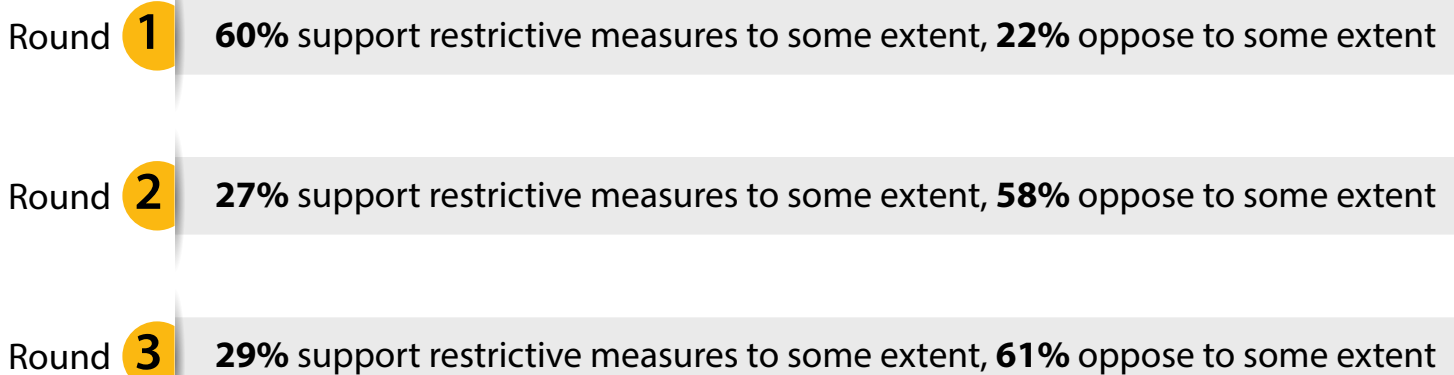 Round 1 60% support restrictive measures to some extent, 22% oppose to some extent
Round 2 27% support restrictive measures to some extent, 58% oppose to some extent
Round 3 29% support restrictive measures to some extent, 61% oppose to some extent